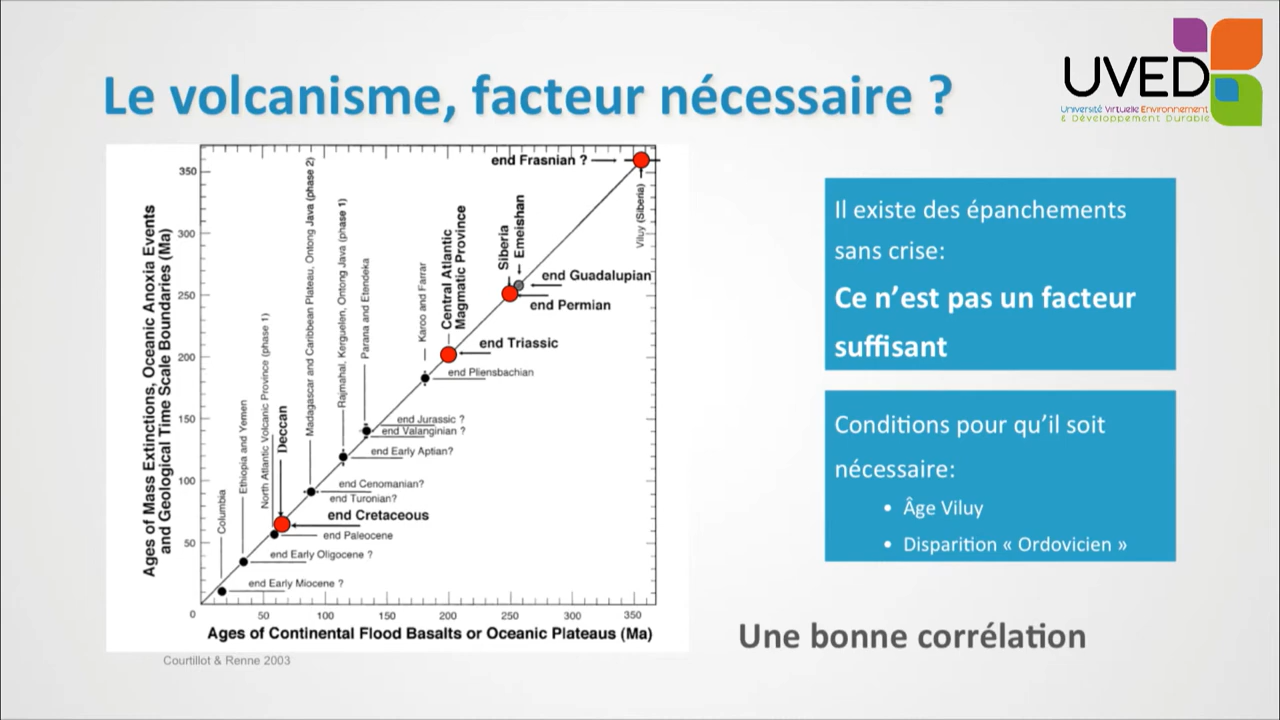 Le volcanisme, facteur nécessaire ?
UVED
Université Virtuelle Environnement
& Développement Durable
Ages of Mass Extinctions, Oceanic Anoxia Events
and Geological Time Scale Boundaries (Ma)
350
300
250
200
150
100
50
0
50
100
150
200
250
300
350
Ages of Continental Flood Basalts or Oceanic Plateaus (Ma)
Columbia
Ethiopia and Yemen
North Atlantic Volcanic Province (phase 1)
Deccan
Madagascar and Caribbean Plateau, Ontong Java (phase 2)
Rajmahal, Kerguelen, Ontong Java (phase 1)
Parana and Etendeka
Karoo and Farrar
Central Atlantic
Magmatic Province
Siberia
Emeishan
Viluy (Siberia)
end Frasnian ?
end Guadalupian
end Permian
end Triassic
end Pliensbachian
end Jurassic ?
end Valanginian ?
end Early Aptian?
end Cenomanian?
end Turonian?
end Cretaceous
end Paleocene
end Early Oligocene ?
end Early Miocene ?
Courtillot & Renne 2003
Il existe des épanchements
sans crise:
Ce n’est pas un facteur
suffisant
Conditions pour qu’il soit
nécessaire:
• Âge Viluy
• Disparition « Ordovicien »
Une bonne corrélation